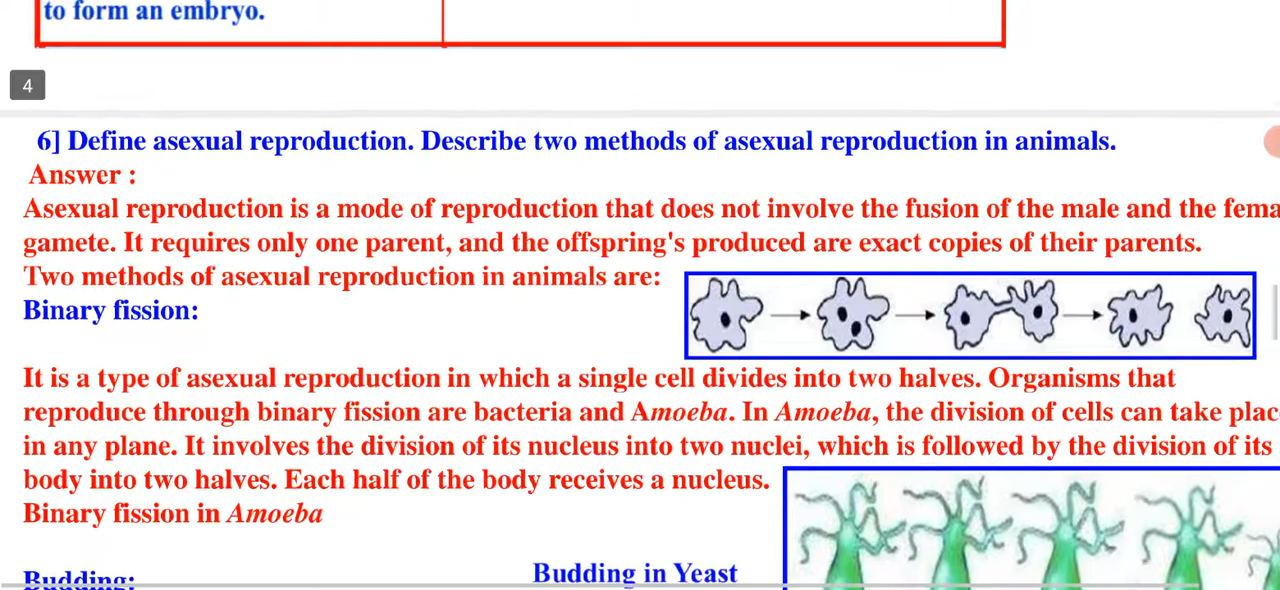 to form an embryo.
4
6] Define asexual reproduction. Describe two methods of asexual reproduction in animals.
Answer :
Asexual reproduction is a mode of reproduction that does not involve the fusion of the male and the fema
gamete. It requires only one parent, and the offspring's produced are exact copies of their parents.
Two methods of asexual reproduction in animals are:
Binary fission:
It is a type of asexual reproduction in which a single cell divides into two halves. Organisms that
reproduce through binary fission are bacteria and Amoeba. In Amoeba, the division of cells can take plac
in any plane. It involves the division of its nucleus into two nuclei, which is followed by the division of its
body into two halves. Each half of the body receives a nucleus.
Binary fission in Amoeba
Budding:
Budding in Yeast